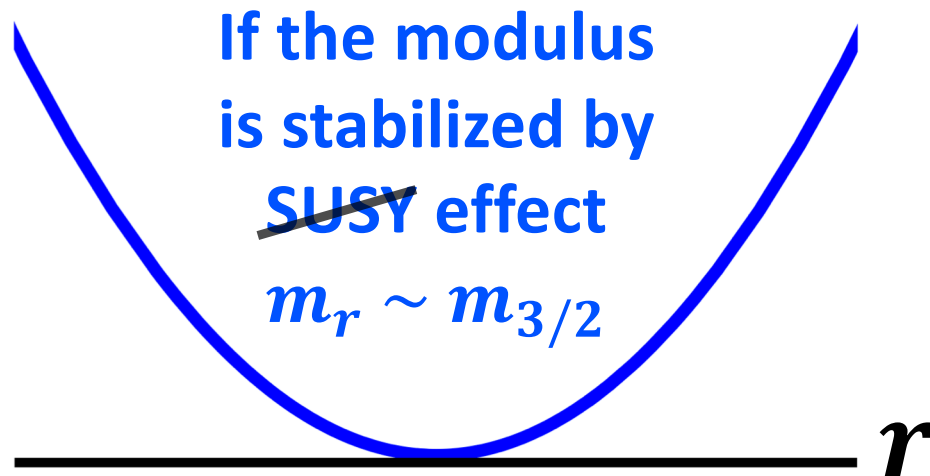 If the modulus
is stabilized by
SUSY effect
m_r ~ m_{3/2}
r